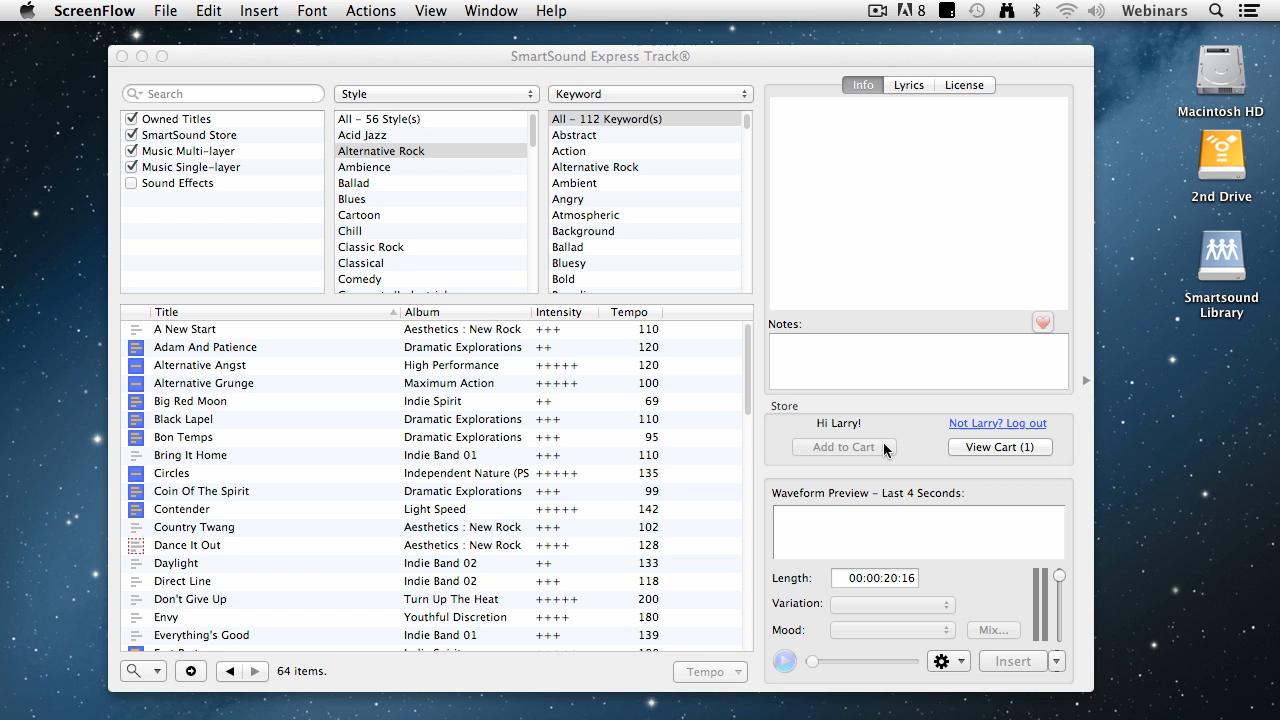 ScreenFlow File Edit Insert Font Actions View Window Help 8 Webinars
SmartSound Express Track®
Search Style Keyword Info Lyrics License
Owned Titles All - 56 Style(s) All - 112 Keyword(s)
SmartSound Store Acid Jazz Abstract
Music Multi-layer Alternative Rock Action
Music Single-layer Ambience Alternative Rock
Sound Effects Ballad Ambient
Blues Angry
Cartoon Atmospheric
Chill Background
Classic Rock Ballad
Classical Bluesy
Comedy Bold
Macintosh HD
2nd Drive
Smartsound
Library
Title Album Intensity Tempo
A New Start Aesthetics : New Rock +++ 110
Adam And Patience Dramatic Explorations ++ 120
Alternative Angst High Performance +++++ 120
Alternative Grunge Maximum Action +++++ 100
Big Red Moon Indie Spirit ++ 69
Black Lapel Dramatic Explorations +++ 110
Bon Temps Dramatic Explorations +++ 95
Bring It Home Indie Band 01 +++ 110
Circles Independent Nature (PS +++++ 135
Coin Of The Spirit Dramatic Explorations +++ 99
Contender Light Speed +++++ 142
Country Twang Aesthetics : New Rock +++ 102
Dance It Out Aesthetics : New Rock ++++ 128
Daylight Indie Band 02 ++ 133
Direct Line Indie Band 02 +++ 118
Don't Give Up Turn Up The Heat +++++ 200
Envy Youthful Discretion ++++ 180
Everything's Good Indie Band 01 +++ 139
64 items. Tempo
Notes:
Store
Hi Larry! Not Larry? Log out
Add to Cart View Cart (1)
Waveform Preview - Last 4 Seconds:
Length: 00:00:20:16
Variation:
Mood: Mix...
Insert